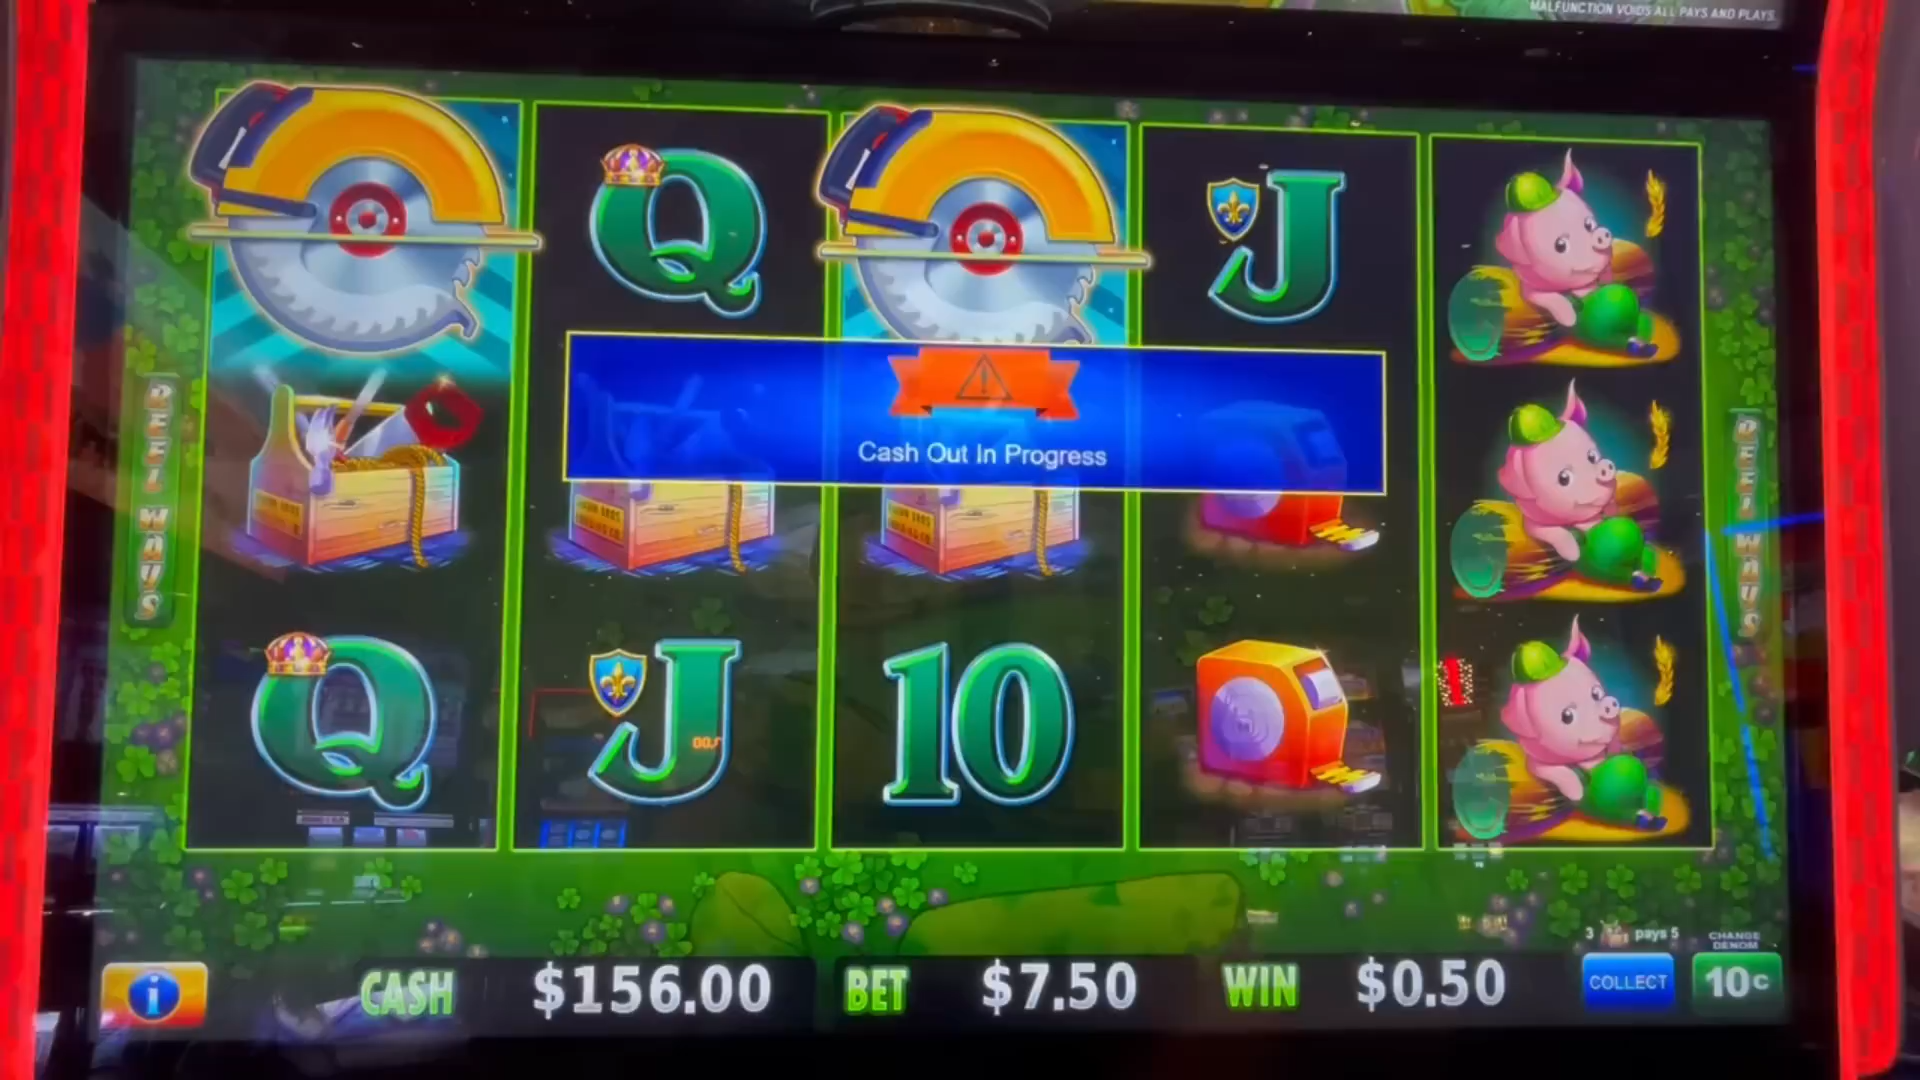 MALFUNCTION VOIDS ALL PAYS AND PLAYS.
Q
J
REEL WAYS
REEL WAYS
Cash Out In Progress
Q
J
10
3 pays 5
CHANGE
DENOM
i
CASH $156.00
BET $7.50
WIN $0.50
COLLECT
10¢